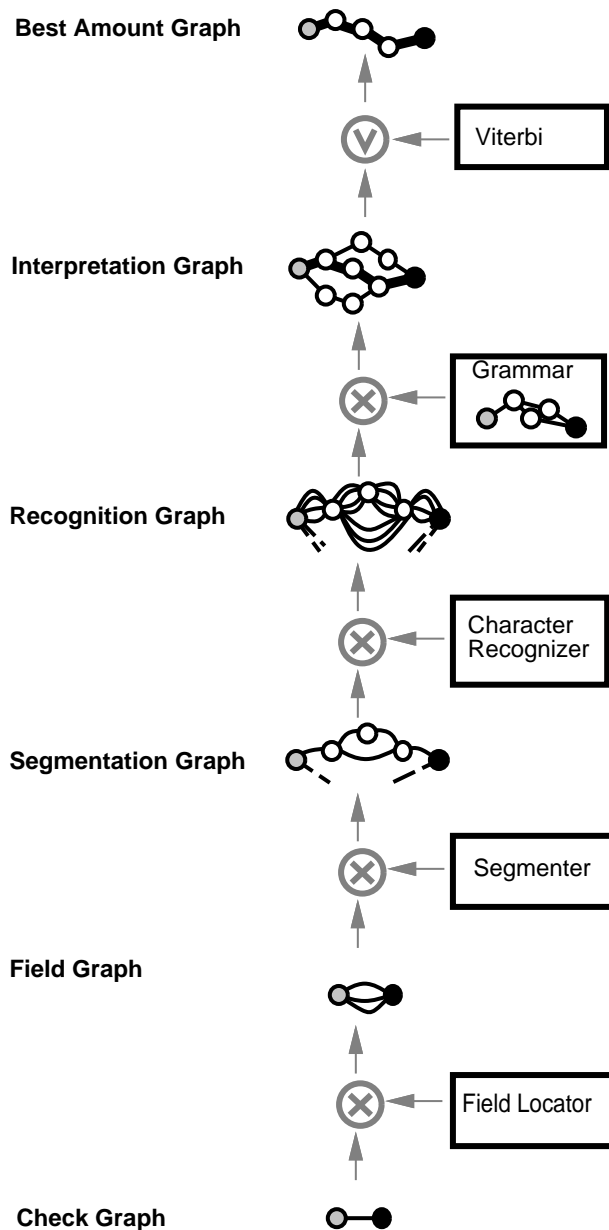 Best Amount Graph
Viterbi
Interpretation Graph
Grammar
Recognition Graph
Character
Recognizer
Segmentation Graph
Segmenter
Field Graph
Field Locator
Check Graph